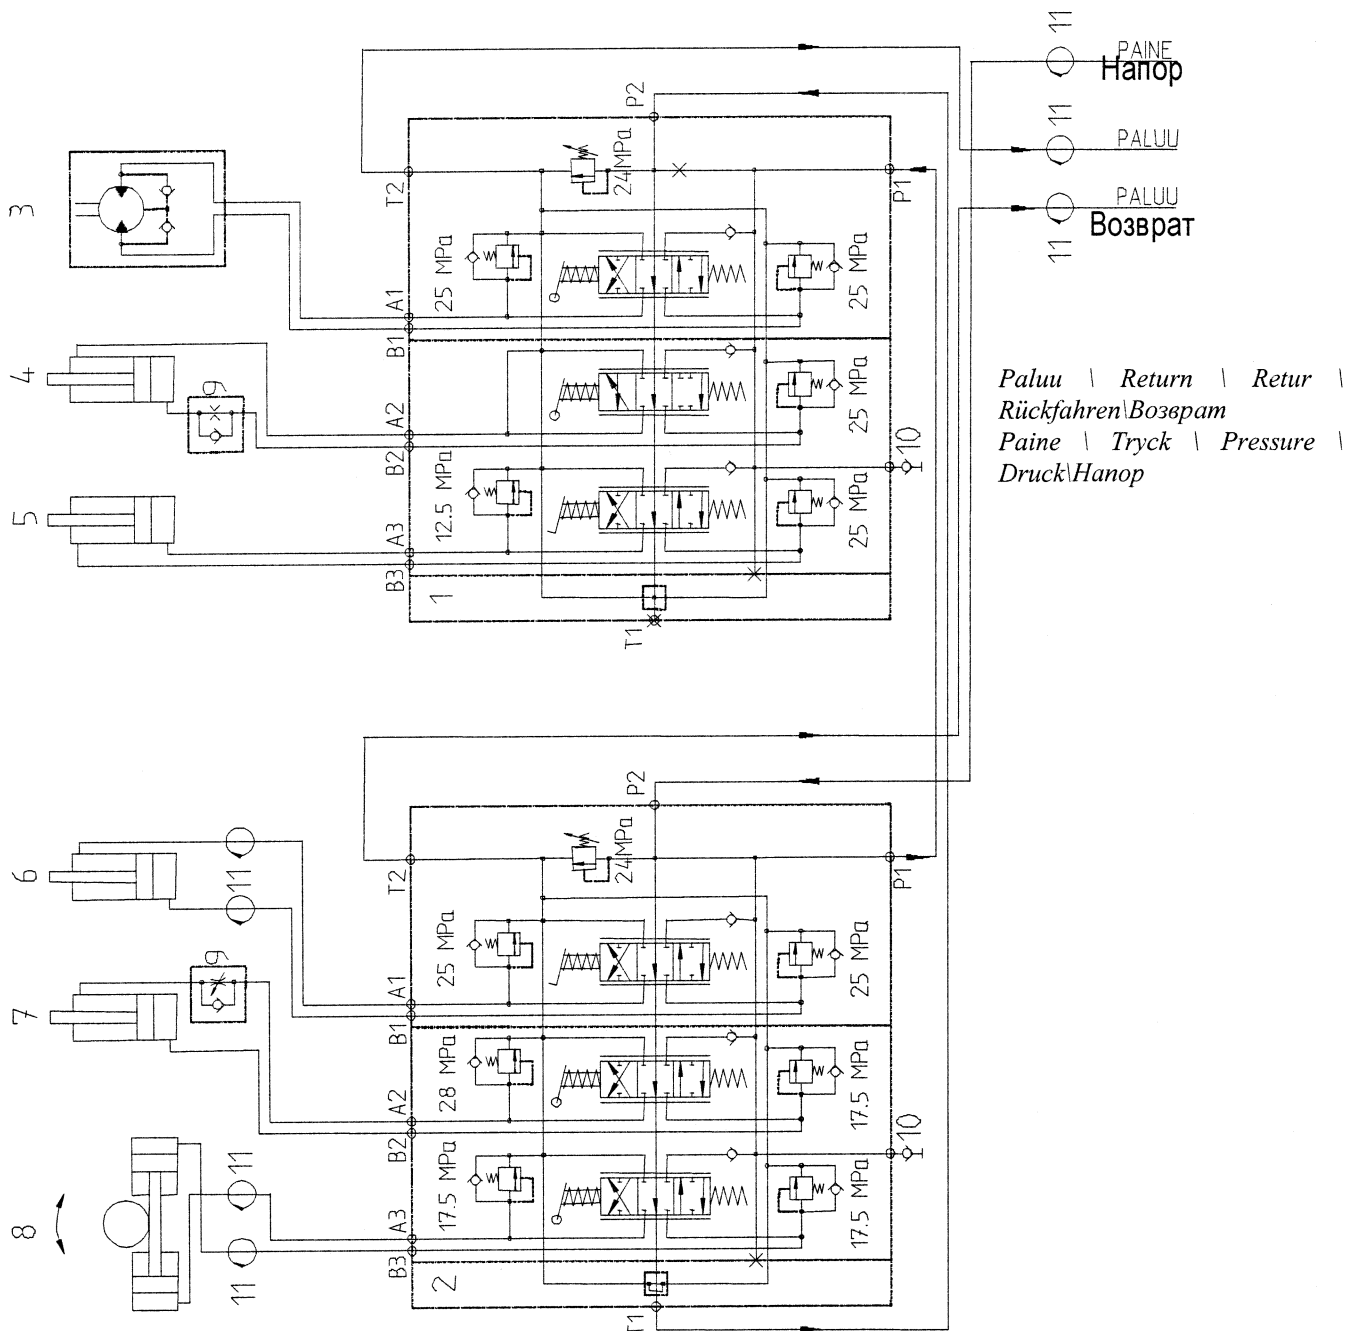 11
PAINE
Напор
11
PALUU
PALUU
11
Возврат
3
P2
T2
24MPa
P1
25 MPa
A1
25 MPa
B1
4
9
A2
25 MPa
B2
12.5 MPa
10
5
A3
25 MPa
B3
1
T1
Paluu \ Return \ Retur \
Rückfahren\Возврат
Paine \ Tryck \ Pressure \
Druck\Напор
P2
6
11
T2
24MPa
P1
25 MPa
9
7
A1
25 MPa
B1
28 MPa
A2
17.5 MPa
B2
10
8
11
17.5 MPa
A3
17.5 MPa
11
B3
2
T1